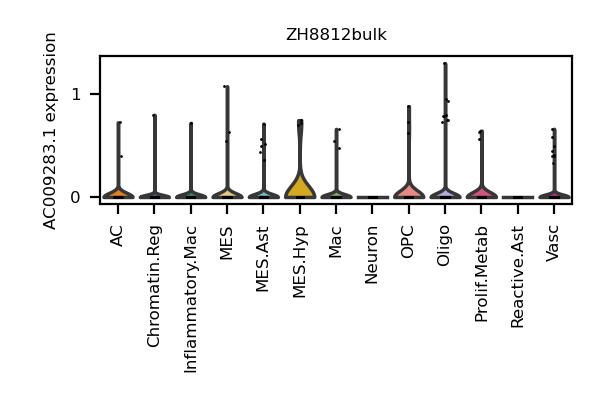 ZH8812bulk
AC009283.1 expression
1
0
AC
Chromatin.Reg
Inflammatory.Mac
MES
MES.Ast
MES.Hyp
Mac
Neuron
OPC
Oligo
Prolif.Metab
Reactive.Ast
Vasc